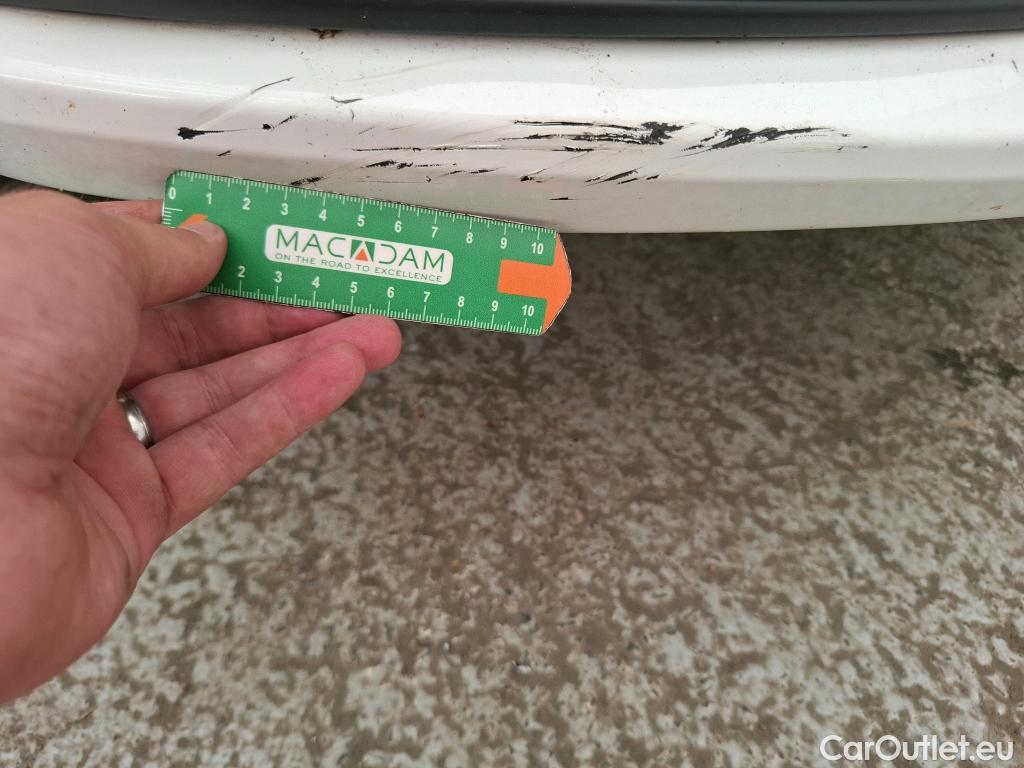 0 1 2 3 4 5 6 7 8 9 10
MACADAM
ON THE ROAD TO EXCELLENCE
2 3 4 5 6 7 8 9 10
CarOutlet.eu